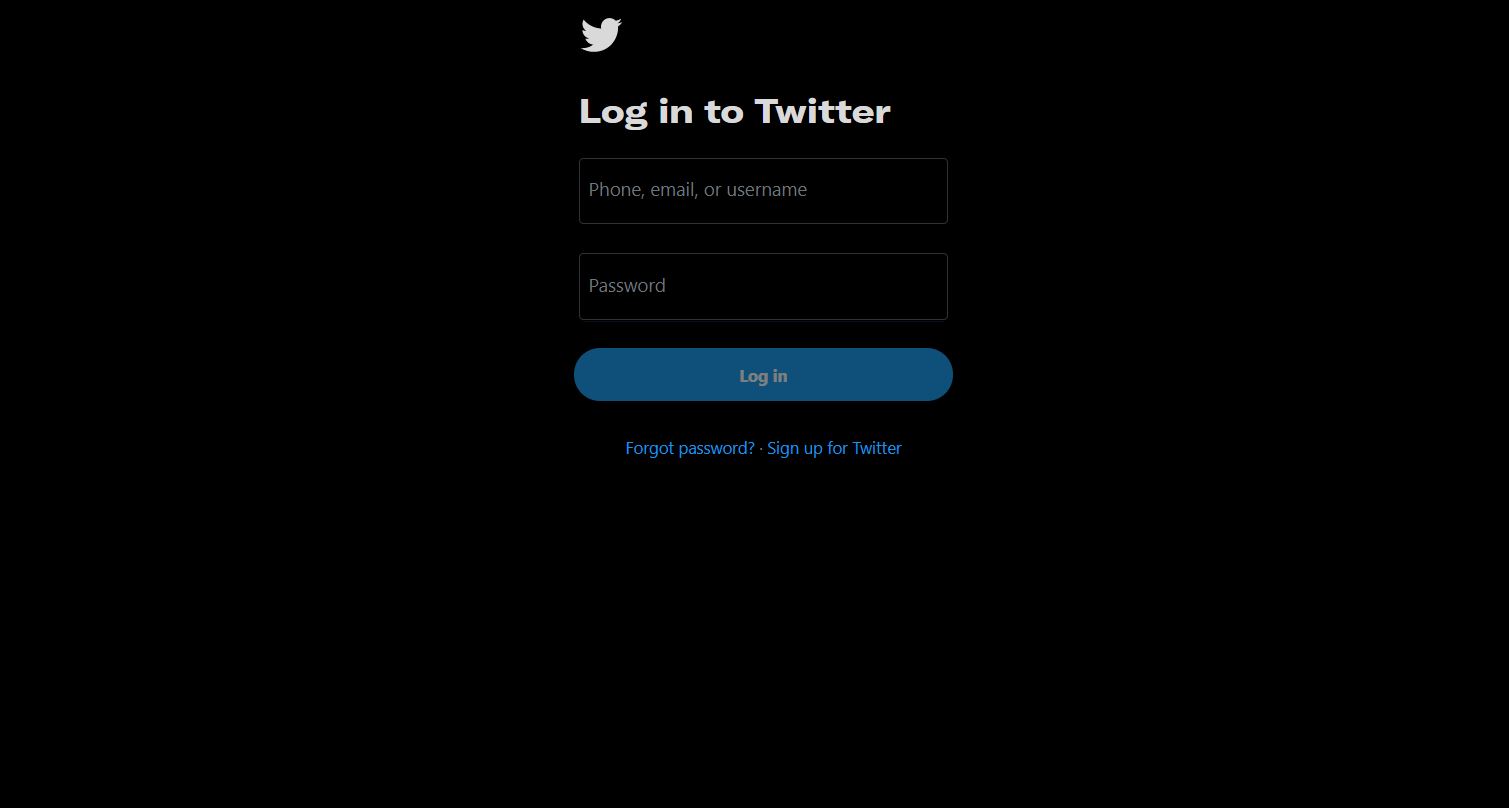 Log in to Twitter
Phone, email, or username
Password
Log in
Forgot password? · Sign up for Twitter